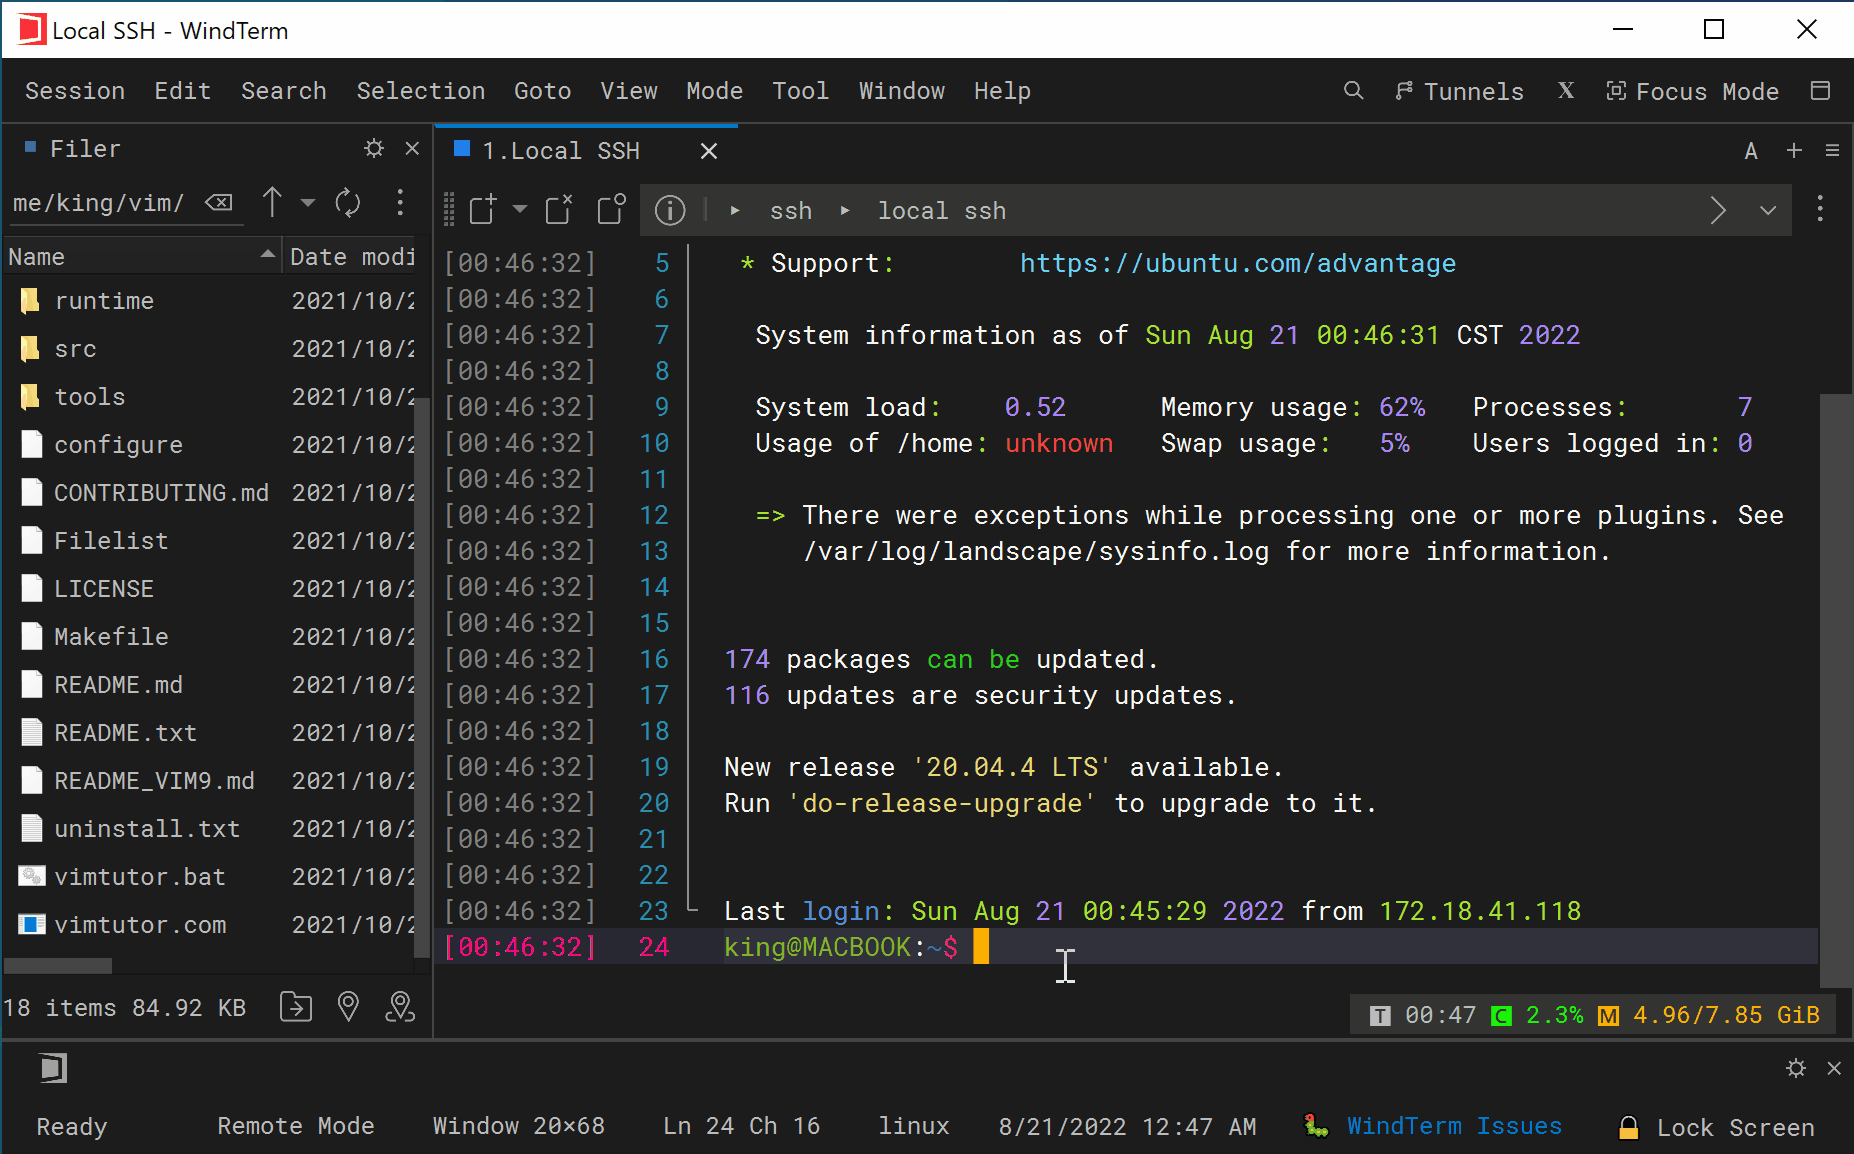 Local SSH - WindTerm
Session Edit Search Selection Goto View Mode Tool Window Help Tunnels X Focus Mode
Filer
1.Local SSH
A
me/king/vim/
ssh local ssh
Name Date modi
runtime 2021/10/2
src 2021/10/2
tools 2021/10/2
configure 2021/10/2
CONTRIBUTING.md 2021/10/2
Filelist 2021/10/2
LICENSE 2021/10/2
Makefile 2021/10/2
README.md 2021/10/2
README.txt 2021/10/2
README_VIM9.md 2021/10/2
uninstall.txt 2021/10/2
vimtutor.bat 2021/10/2
vimtutor.com 2021/10/2
18 items 84.92 KB
[00:46:32] 5 * Support: https://ubuntu.com/advantage
[00:46:32] 6
[00:46:32] 7 System information as of Sun Aug 21 00:46:31 CST 2022
[00:46:32] 8
[00:46:32] 9 System load: 0.52 Memory usage: 62% Processes: 7
[00:46:32] 10 Usage of /home: unknown Swap usage: 5% Users logged in: 0
[00:46:32] 11
[00:46:32] 12 => There were exceptions while processing one or more plugins. See
[00:46:32] 13 /var/log/landscape/sysinfo.log for more information.
[00:46:32] 14
[00:46:32] 15
[00:46:32] 16 174 packages can be updated.
[00:46:32] 17 116 updates are security updates.
[00:46:32] 18
[00:46:32] 19 New release '20.04.4 LTS' available.
[00:46:32] 20 Run 'do-release-upgrade' to upgrade to it.
[00:46:32] 21
[00:46:32] 22
[00:46:32] 23 Last login: Sun Aug 21 00:45:29 2022 from 172.18.41.118
[00:46:32] 24 king@MACBOOK:~$
T 00:47 C 2.3% M 4.96/7.85 GiB
Ready Remote Mode Window 20×68 Ln 24 Ch 16 linux 8/21/2022 12:47 AM WindTerm Issues Lock Screen